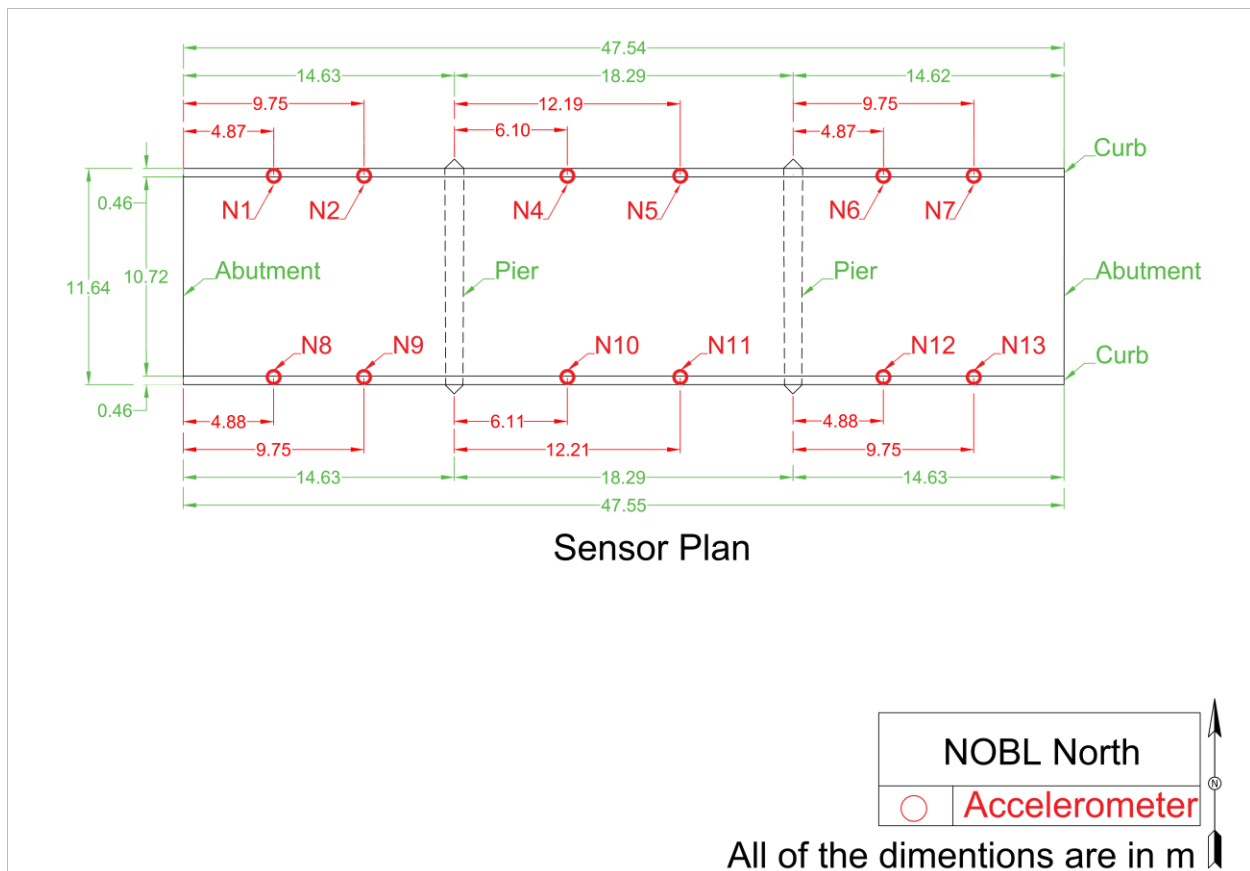 47.54
14.63 18.29 14.62
9.75 12.19 9.75
4.87 6.10 4.87
Curb
0.46
N1 N2 N4 N5 N6 N7
Abutment Pier Pier Abutment
11.64 10.72
N8 N9 N10 N11 N12 N13
Curb
0.46
4.88 6.11 4.88
9.75 12.21 9.75
14.63 18.29 14.63
47.55
Sensor Plan
NOBL North
N
Accelerometer
All of the dimentions are in m